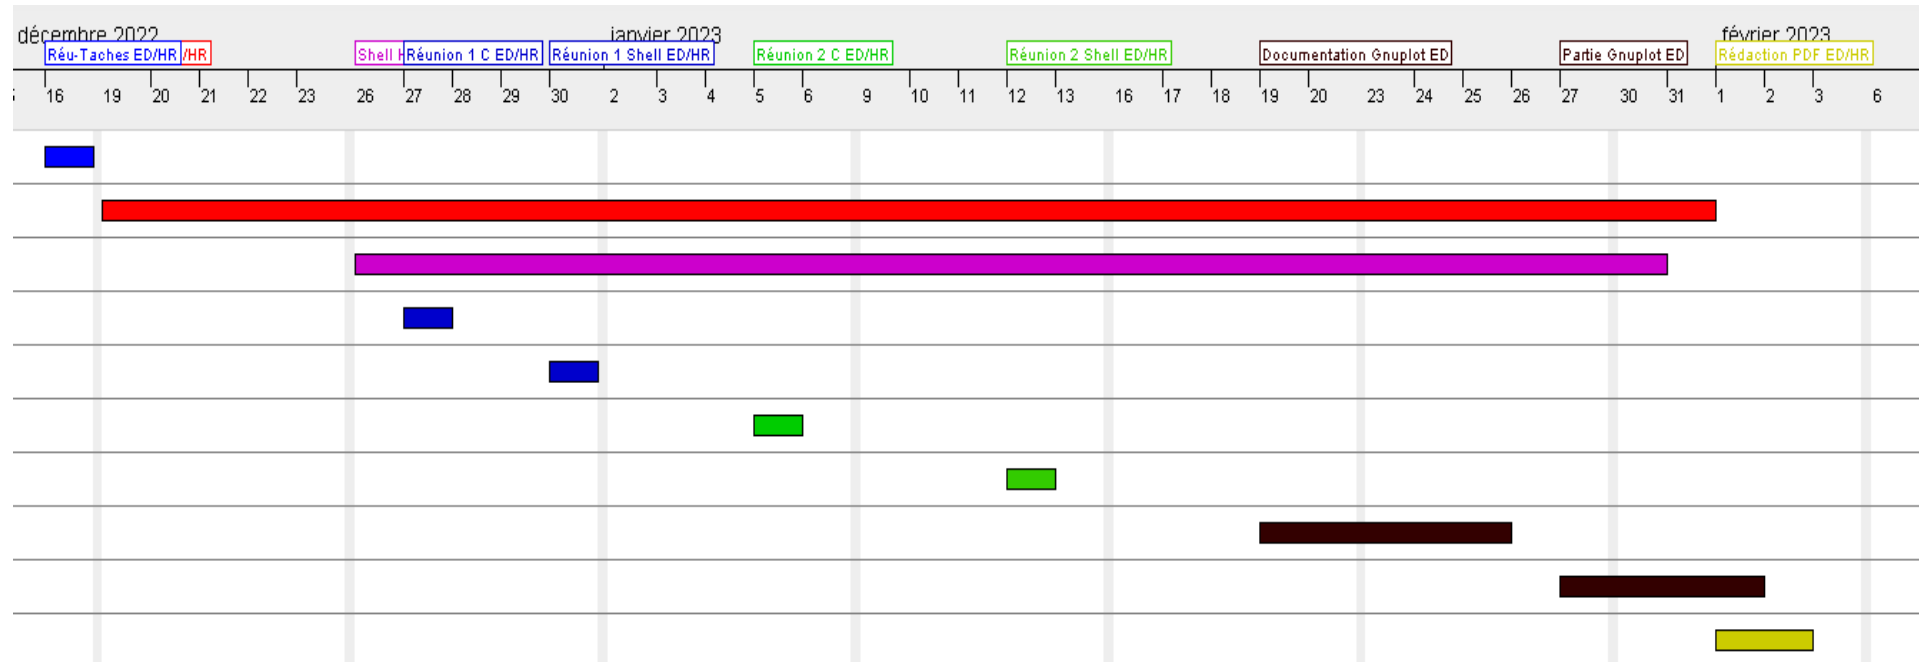 décembre 2022 janvier 2023 février 2023
Réu-Taches ED/HR /HR Shell Réunion 1 C ED/HR Réunion 1 Shell ED/HR Réunion 2 C ED/HR Réunion 2 Shell ED/HR Documentation Gnuplot ED Partie Gnuplot ED Rédaction PDF ED/HR
16 19 20 21 22 23 26 27 28 29 30 2 3 4 5 6 9 10 11 12 13 16 17 18 19 20 23 24 25 26 27 30 31 1 2 3 6